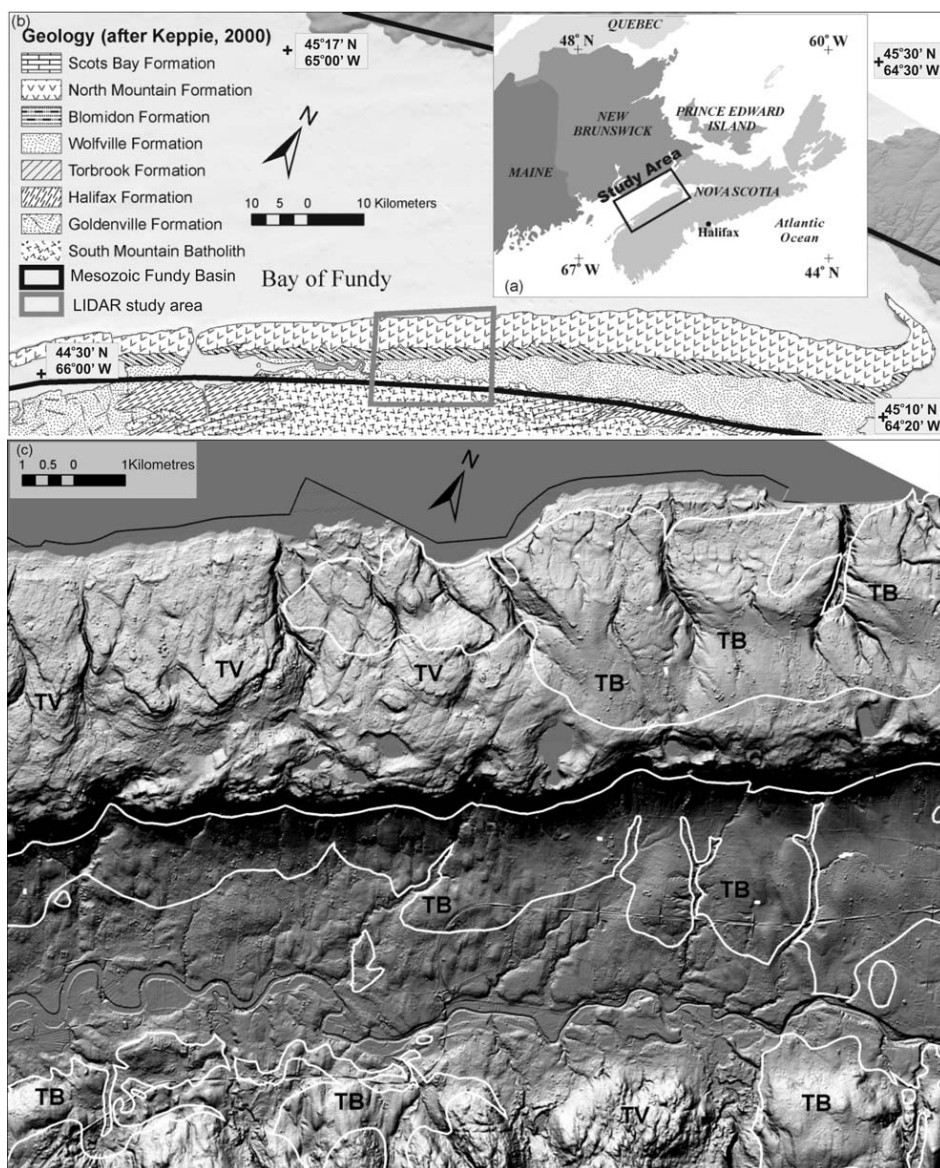 (b)
Geology (after Keppie, 2000)
Scots Bay Formation
North Mountain Formation
Blomidon Formation
Wolfville Formation
Torbrook Formation
Halifax Formation
Goldenville Formation
South Mountain Batholith
Mesozoic Fundy Basin
LIDAR study area
45°17' N
65°00' W
N
10 5 0 10 Kilometers
Bay of Fundy
QUEBEC
48° N
60° W
NEW
BRUNSWICK
PRINCE EDWARD
ISLAND
MAINE
Study Area
NOVA SCOTIA
Halifax
Atlantic
Ocean
67° W
44° N
(a)
45°30' N
64°30' W
44°30' N
66°00' W
45°10' N
64°20' W
(c)
1 0.5 0 1Kilometres
N
TB
TB
TV
TV
TV
TB
TB
TB
TB
TB
TV
TB